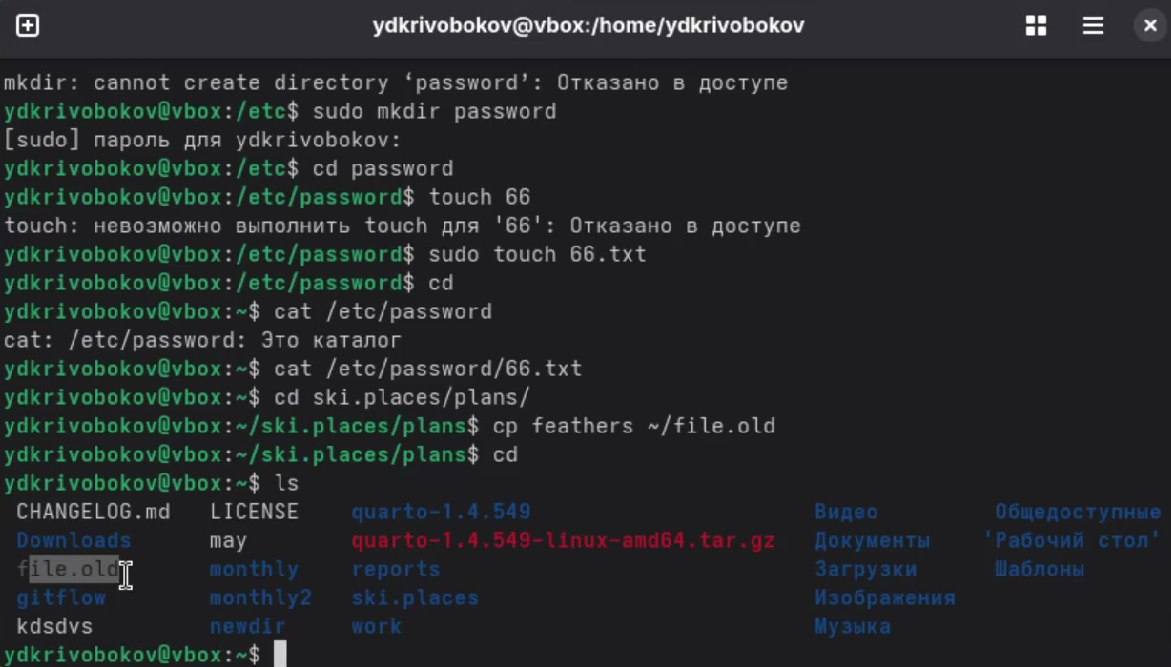 ydkrivobokov@vbox:/home/ydkrivobokov
mkdir: cannot create directory ‘password’: Отказано в доступе
ydkrivobokov@vbox:/etc$ sudo mkdir password
[sudo] пароль для ydkrivobokov:
ydkrivobokov@vbox:/etc$ cd password
ydkrivobokov@vbox:/etc/password$ touch 66
touch: невозможно выполнить touch для '66': Отказано в доступе
ydkrivobokov@vbox:/etc/password$ sudo touch 66.txt
ydkrivobokov@vbox:/etc/password$ cd
ydkrivobokov@vbox:~$ cat /etc/password
cat: /etc/password: Это каталог
ydkrivobokov@vbox:~$ cat /etc/password/66.txt
ydkrivobokov@vbox:~$ cd ski.places/plans/
ydkrivobokov@vbox:~/ski.places/plans$ cp feathers ~/file.old
ydkrivobokov@vbox:~/ski.places/plans$ cd
ydkrivobokov@vbox:~$ ls
CHANGELOG.md LICENSE quarto-1.4.549 Видео Общедоступные
Downloads may quarto-1.4.549-linux-amd64.tar.gz Документы 'Рабочий стол'
file.old monthly reports Загрузки Шаблоны
gitflow monthly2 ski.places Изображения
kdsdvs newdir work Музыка
ydkrivobokov@vbox:~$